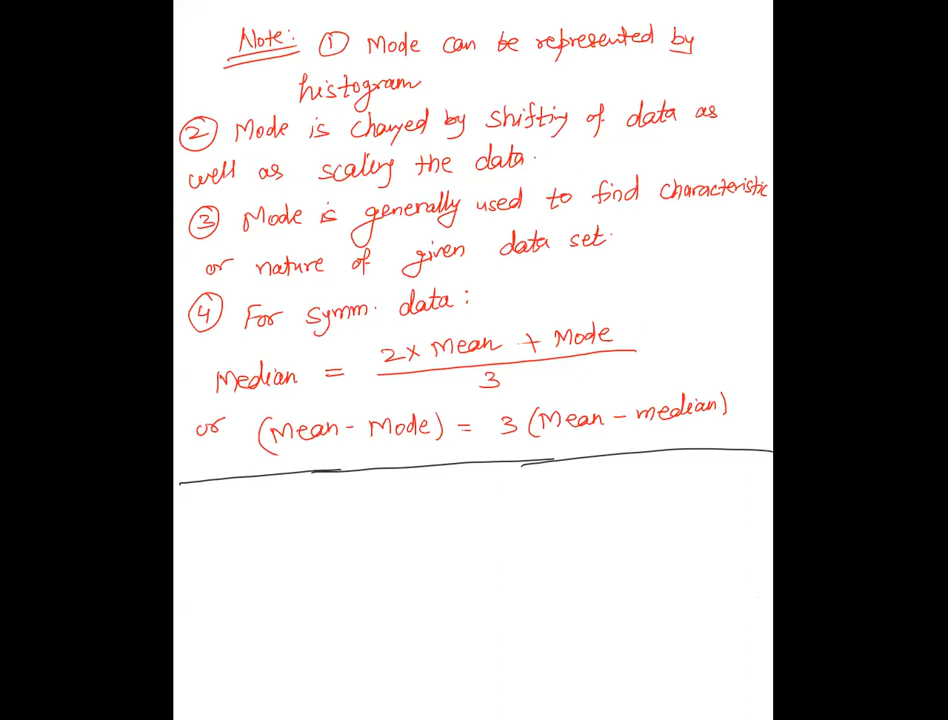 Note: ① Mode can be represented by
histogram
② Mode is changed by shifting of data as
well as scaling the data.
③ Mode is generally used to find characteristic
or nature of given data set.
④ For symm. data:
Median = (2 x Mean + Mode) / 3
or (Mean - Mode) = 3 (Mean - median)